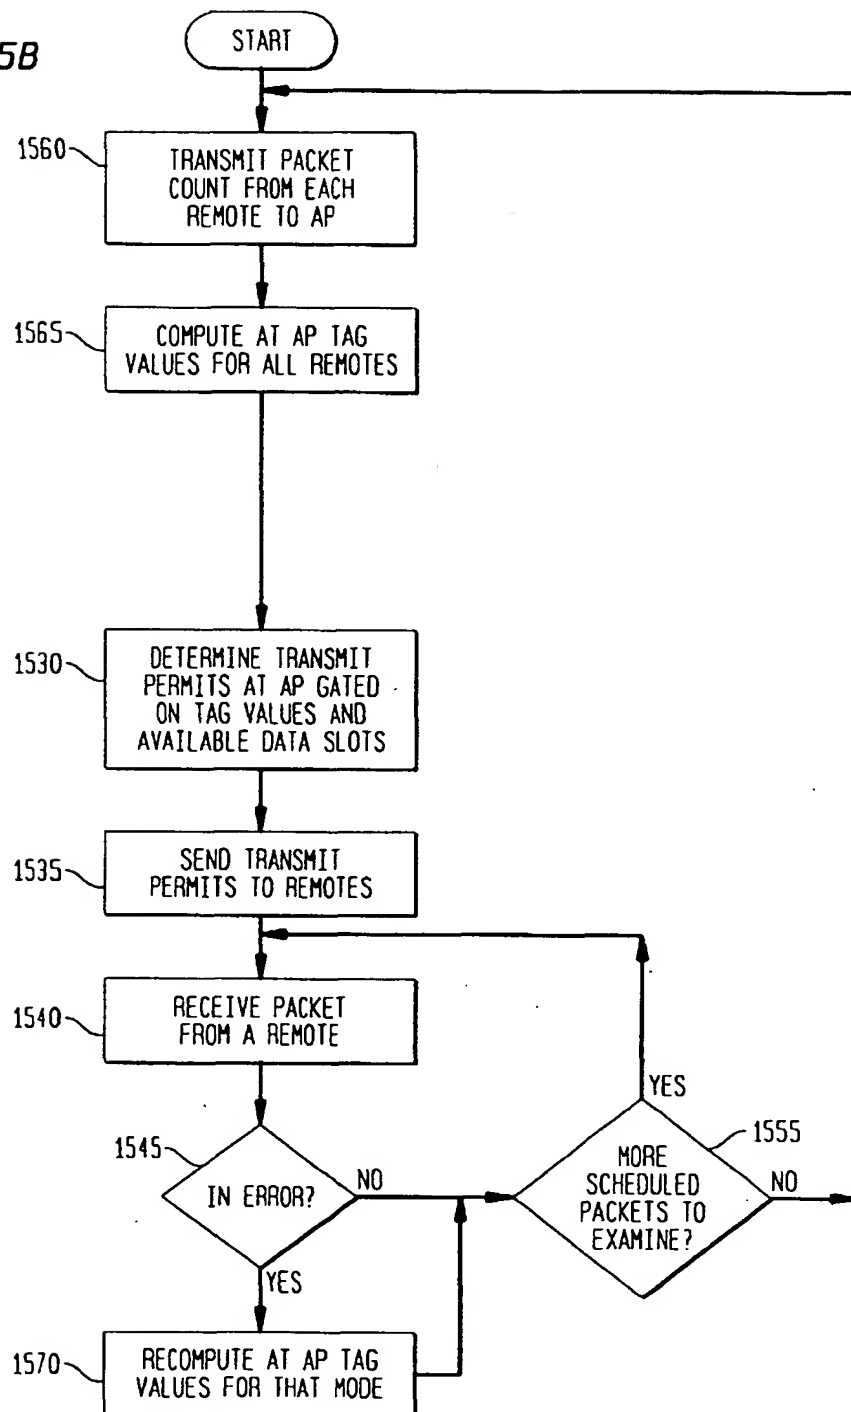 5B
START
1560
TRANSMIT PACKET
COUNT FROM EACH
REMOTE TO AP
1565
COMPUTE AT AP TAG
VALUES FOR ALL REMOTES
1530
DETERMINE TRANSMIT
PERMITS AT AP GATED
ON TAG VALUES AND
AVAILABLE DATA SLOTS
1535
SEND TRANSMIT
PERMITS TO REMOTES
1540
RECEIVE PACKET
FROM A REMOTE
1545
IN ERROR?
NO
YES
1555
MORE
SCHEDULED
PACKETS TO
EXAMINE?
YES
NO
1570
RECOMPUTE AT AP TAG
VALUES FOR THAT MODE